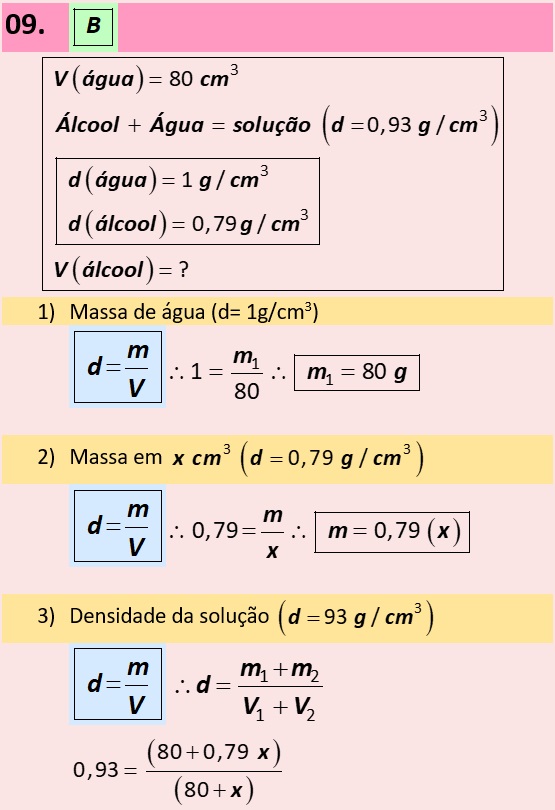 09. B
V(água) = 80 cm³
Álcool + Água = solução (d = 0,93 g / cm³)
d(água) = 1 g / cm³
d(álcool) = 0,79 g / cm³
V(álcool) = ?
1) Massa de água (d= 1g/cm³)
d = m/V ∴ 1 = m₁/80 ∴ m₁ = 80 g
2) Massa em x cm³ (d = 0,79 g / cm³)
d = m/V ∴ 0,79 = m/x ∴ m = 0,79 (x)
3) Densidade da solução (d = 93 g / cm³)
d = m/V ∴ d = m₁ + m₂/V₁ + V₂
0,93 = (80 + 0,79 x)/(80 + x)